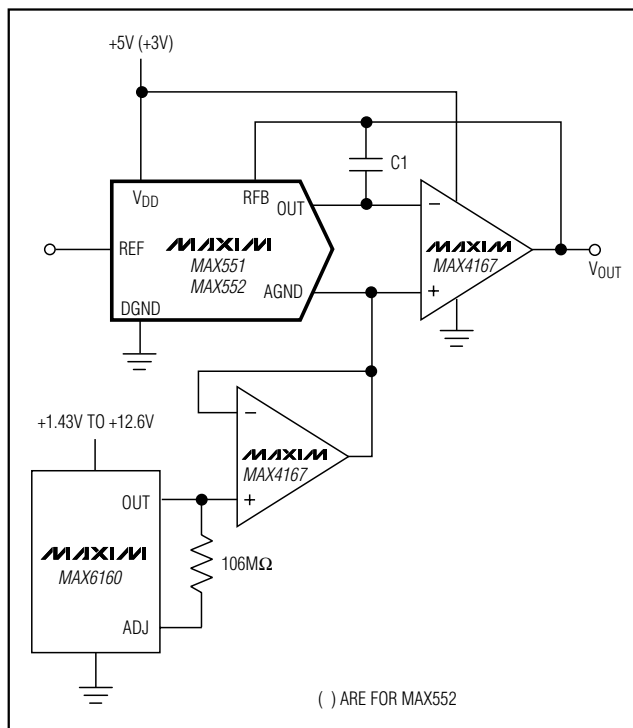 +5V (+3V)
C1
VDD
RFB
OUT
REF
MAXIM
MAX551
MAX552
AGND
DGND
−
MAXIM
MAX4167
+
VOUT
+1.43V TO +12.6V
−
MAXIM
MAX4167
+
OUT
MAXIM
MAX6160
106MΩ
ADJ
( ) ARE FOR MAX552